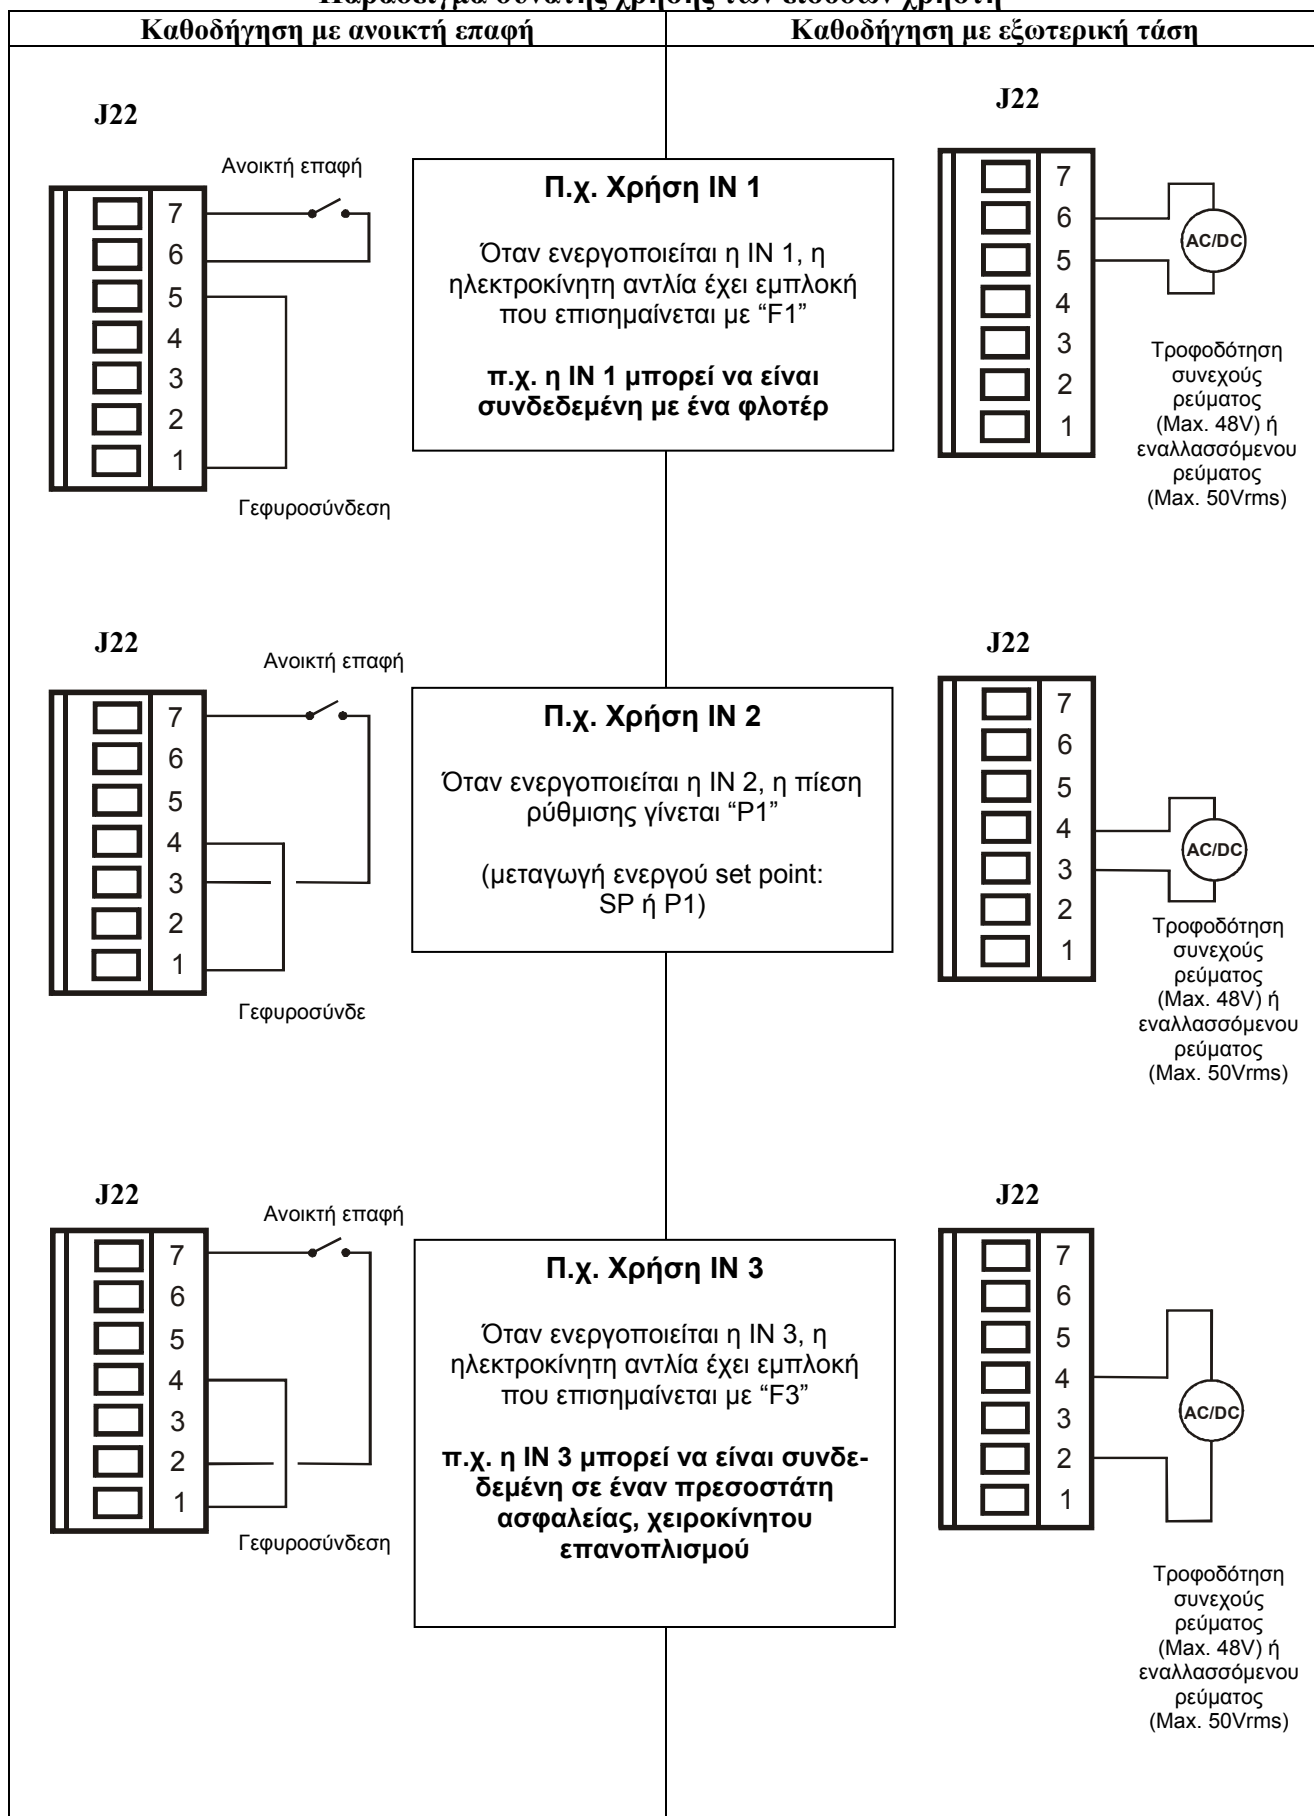 Παράδειγμα δυνατής χρήσης των εισόδων χρήστη
Καθοδήγηση με ανοικτή επαφή
Καθοδήγηση με εξωτερική τάση
J22
Ανοικτή επαφή
7
6
5
4
3
2
1
Γεφυροσύνδεση
Π.χ. Χρήση IN 1
Όταν ενεργοποιείται η IN 1, η
ηλεκτροκίνητη αντλία έχει εμπλοκή
που επισημαίνεται με “F1”
π.χ. η IN 1 μπορεί να είναι
συνδεδεμένη με ένα φλοτέρ
J22
7
6
5
4
3
2
1
AC/DC
Τροφοδότηση
συνεχούς
ρεύματος
(Max. 48V) ή
εναλλασσόμενου
ρεύματος
(Max. 50Vrms)
J22
Ανοικτή επαφή
7
6
5
4
3
2
1
Γεφυροσύνδε
Π.χ. Χρήση IN 2
Όταν ενεργοποιείται η IN 2, η πίεση
ρύθμισης γίνεται “P1”
(μεταγωγή ενεργού set point:
SP ή P1)
J22
7
6
5
4
3
2
1
AC/DC
Τροφοδότηση
συνεχούς
ρεύματος
(Max. 48V) ή
εναλλασσόμενου
ρεύματος
(Max. 50Vrms)
J22
Ανοικτή επαφή
7
6
5
4
3
2
1
Γεφυροσύνδεση
Π.χ. Χρήση IN 3
Όταν ενεργοποιείται η IN 3, η
ηλεκτροκίνητη αντλία έχει εμπλοκή
που επισημαίνεται με “F3”
π.χ. η IN 3 μπορεί να είναι συνδε-
δεμένη σε έναν πρεσοστάτη
ασφαλείας, χειροκίνητου
επανοπλισμού
J22
7
6
5
4
3
2
1
AC/DC
Τροφοδότηση
συνεχούς
ρεύματος
(Max. 48V) ή
εναλλασσόμενου
ρεύματος
(Max. 50Vrms)